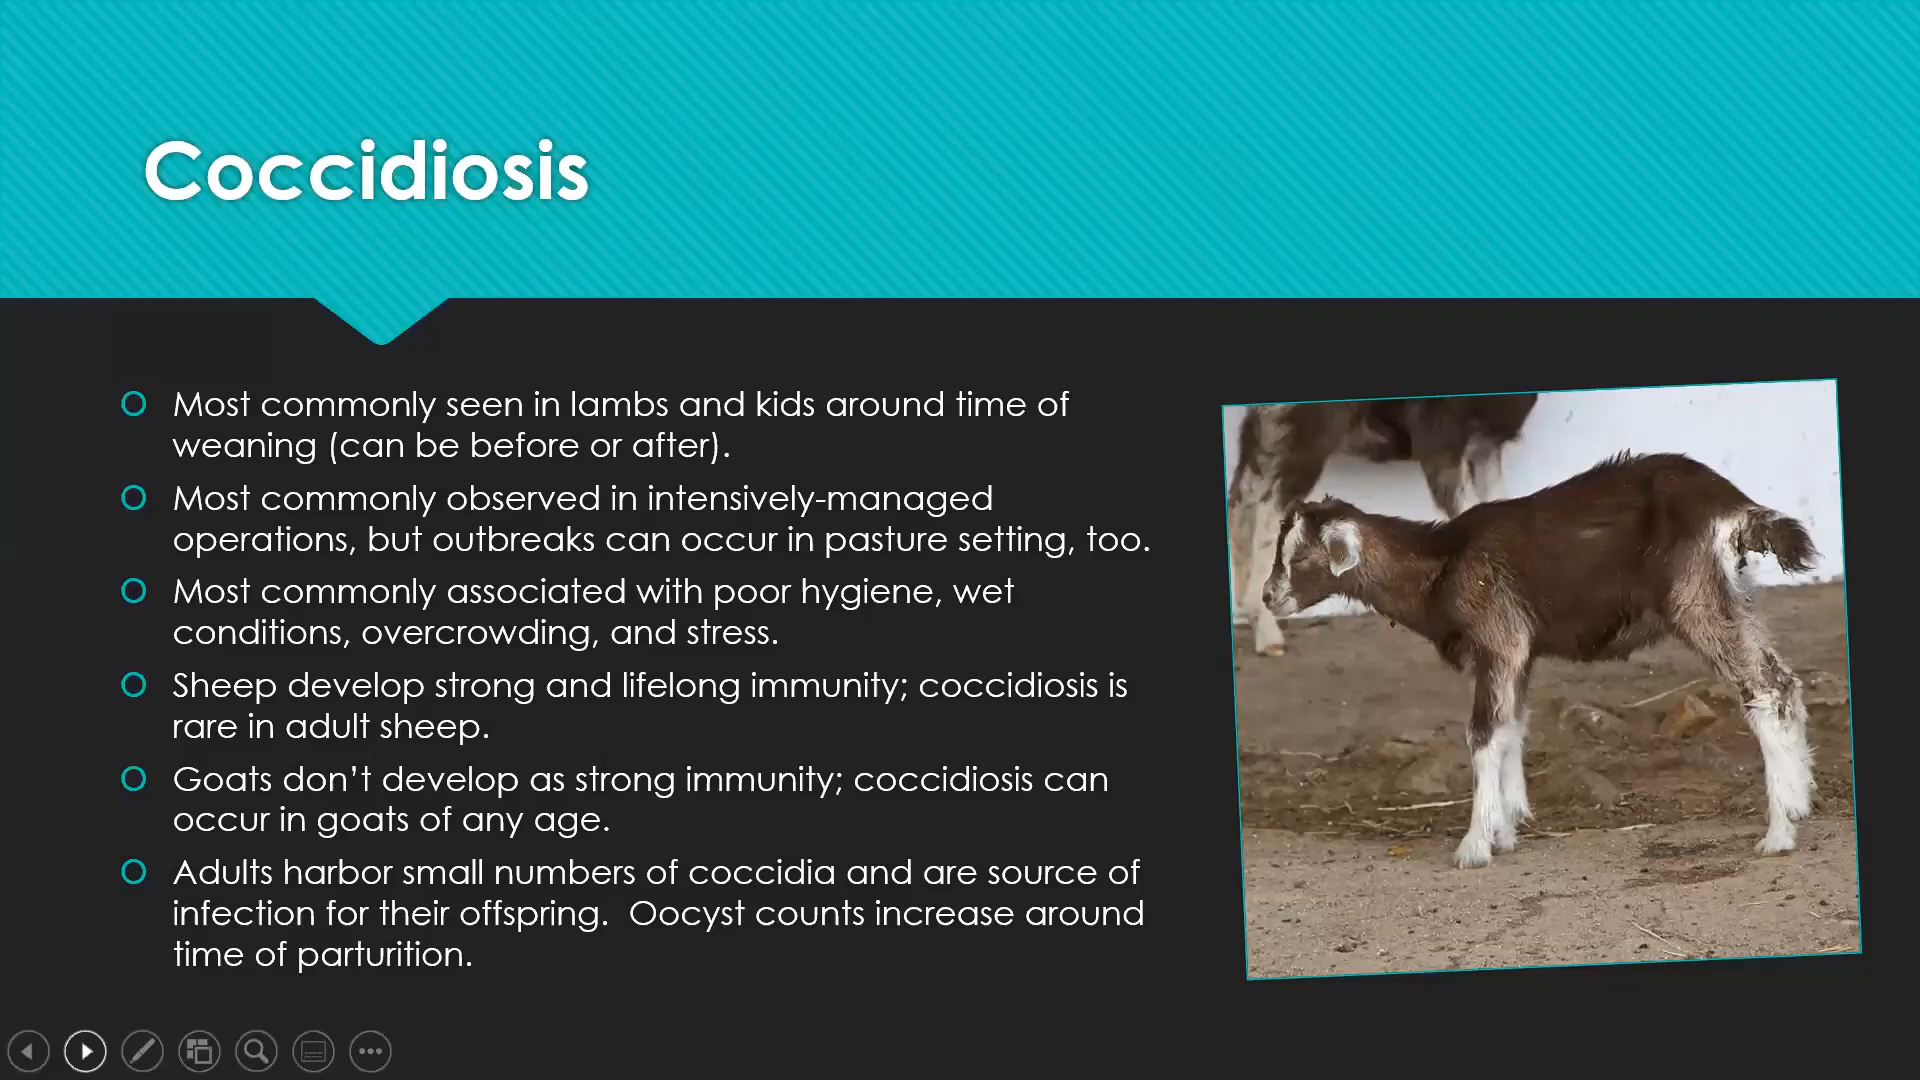 Coccidiosis
Most commonly seen in lambs and kids around time of
weaning (can be before or after).
Most commonly observed in intensively-managed
operations, but outbreaks can occur in pasture setting, too.
Most commonly associated with poor hygiene, wet
conditions, overcrowding, and stress.
Sheep develop strong and lifelong immunity; coccidiosis is
rare in adult sheep.
Goats don’t develop as strong immunity; coccidiosis can
occur in goats of any age.
Adults harbor small numbers of coccidia and are source of
infection for their offspring.  Oocyst counts increase around
time of parturition.